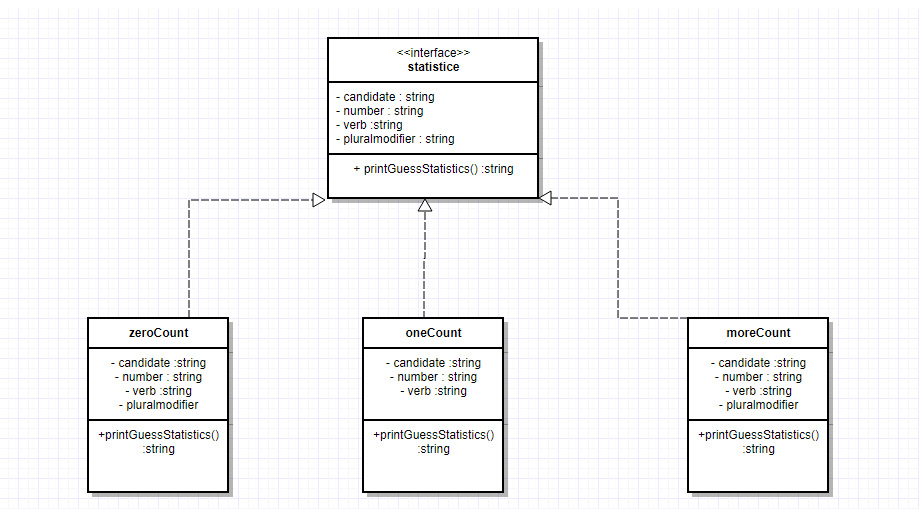 <<interface>>
statistice
- candidate : string
- number : string
- verb :string
- pluralmodifier : string
+ printGuessStatistics() :string
zeroCount
- candidate :string
- number : string
- verb :string
- pluralmodifier
+printGuessStatistics()
:string
oneCount
- candidate :string
- number : string
- verb :string
+printGuessStatistics()
:string
moreCount
- candidate :string
- number : string
- verb :string
- pluralmodifier
+printGuessStatistics()
:string